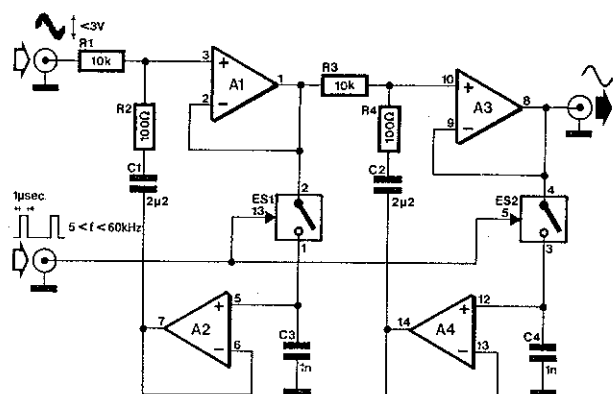 <3V
R1
10k
3
+
A1
1
2
−
R3
10k
R4
100Ω
10
+
A3
8
9
−
R2
100Ω
C1
2µ2
C2
2µ2
1µsec.
5 < f < 60kHz
ES1
13
2
1
ES2
5
4
3
7
A2
5
+
6
−
C3
1n
14
A4
12
+
13
−
C4
1n